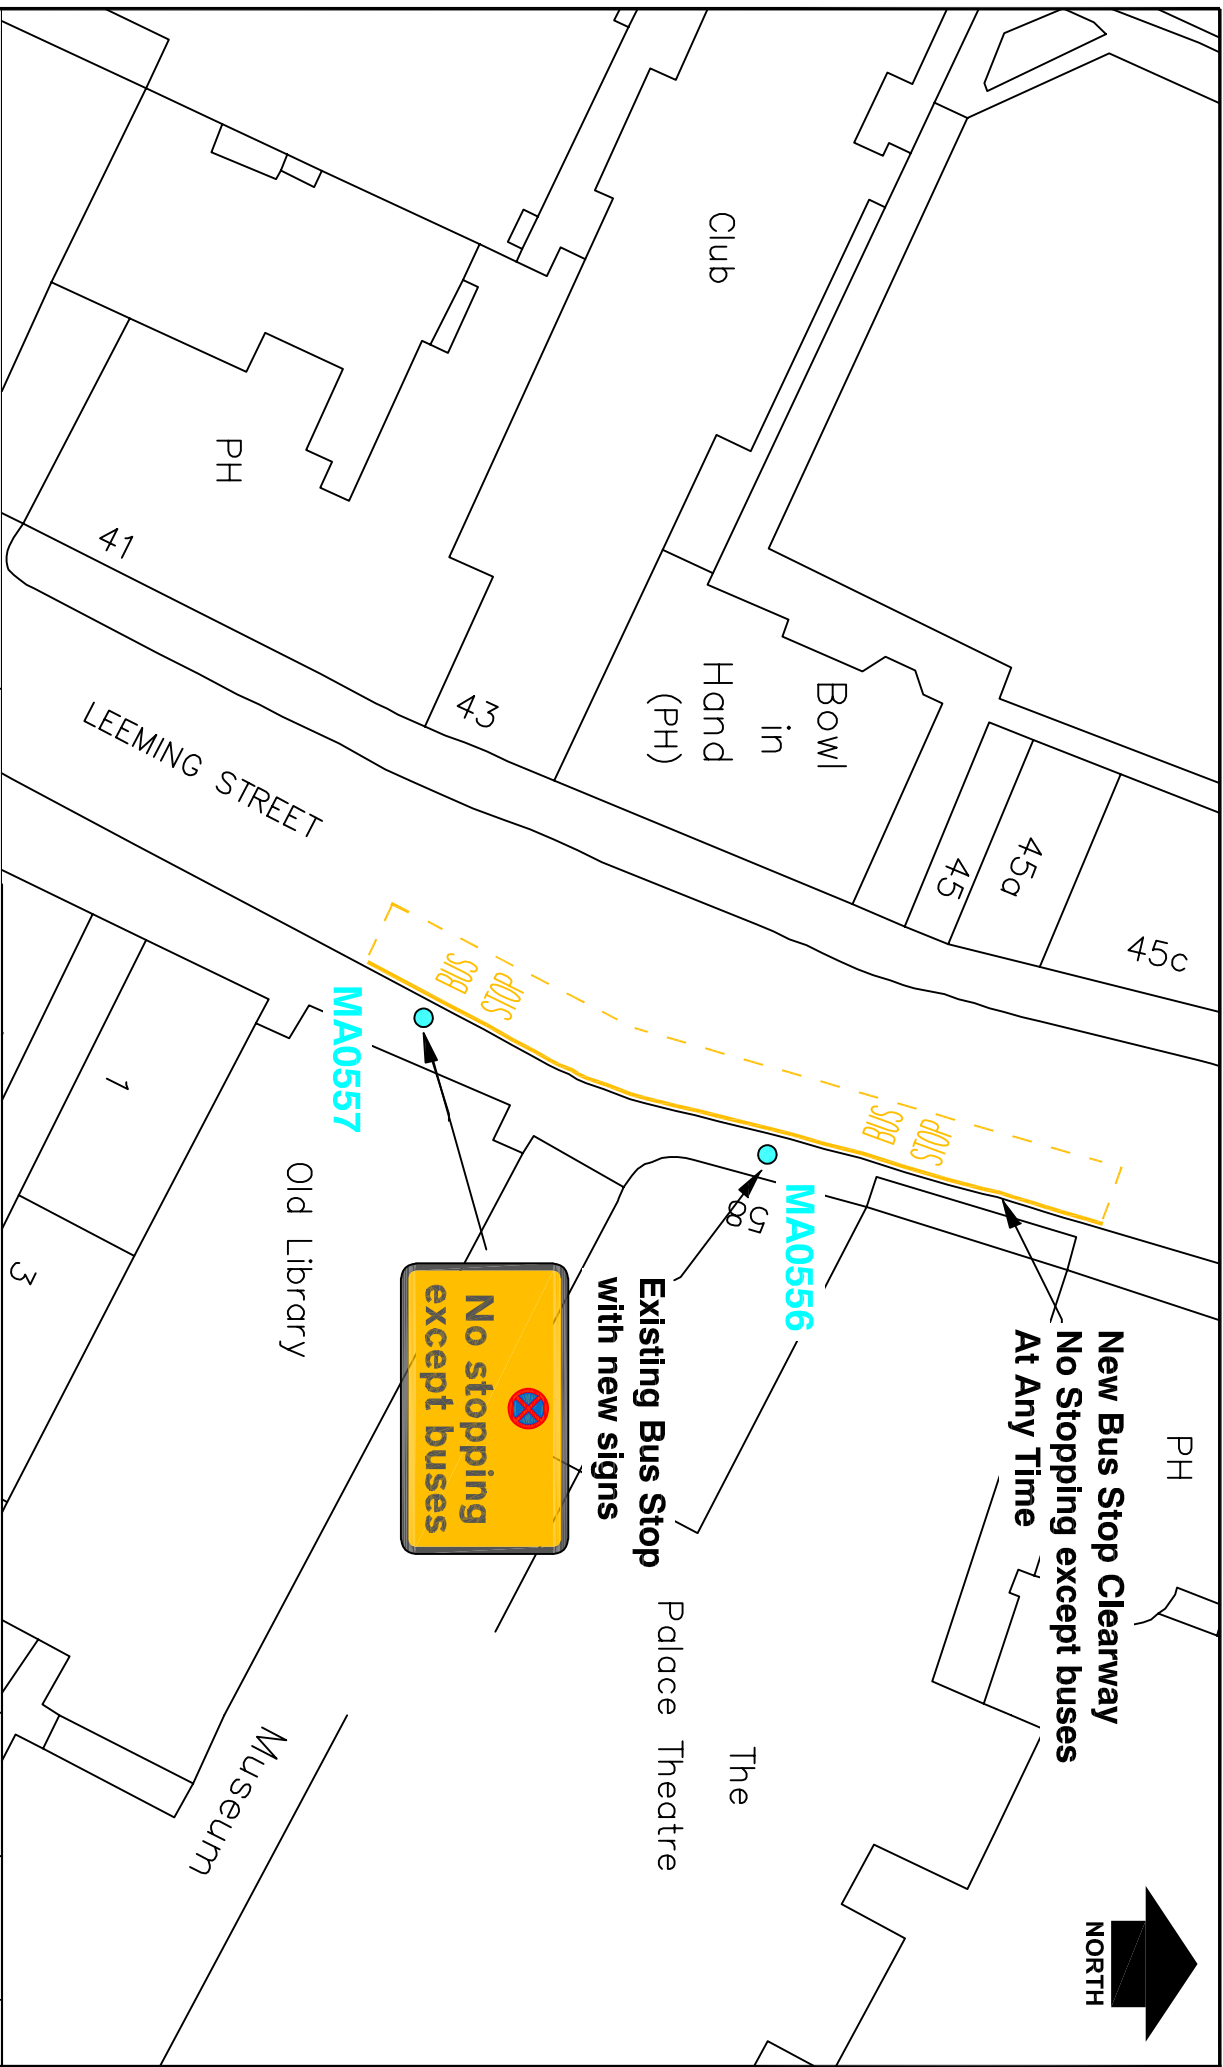 PH
45c
New Bus Stop Clearway
No Stopping except buses
At Any Time
NORTH
45a
45
BUS
STOP
Bowl
in
Hand
(PH)
MA0556
The
Palace Theatre
Club
Existing Bus Stop
with new signs
43
BUS
STOP
No stopping
except buses
MA0557
Old Library
Museum
LEEMING STREET
PH
41
1
3